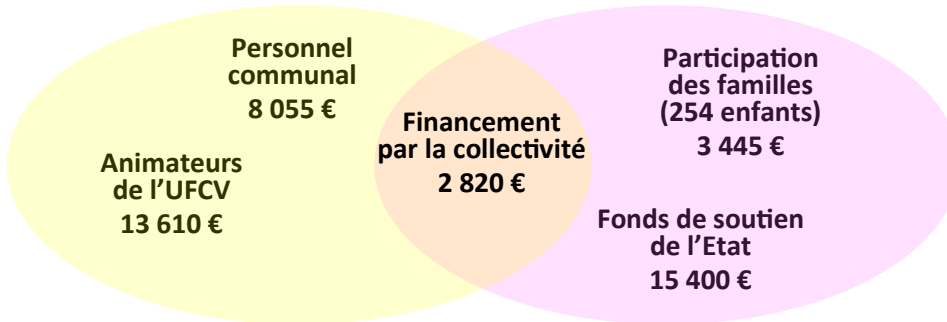 Personnel
communal
8 055 €
Animateurs
de l’UFCV
13 610 €
Financement
par la collectivité
2 820 €
Participation
des familles
(254 enfants)
3 445 €
Fonds de soutien
de l’Etat
15 400 €